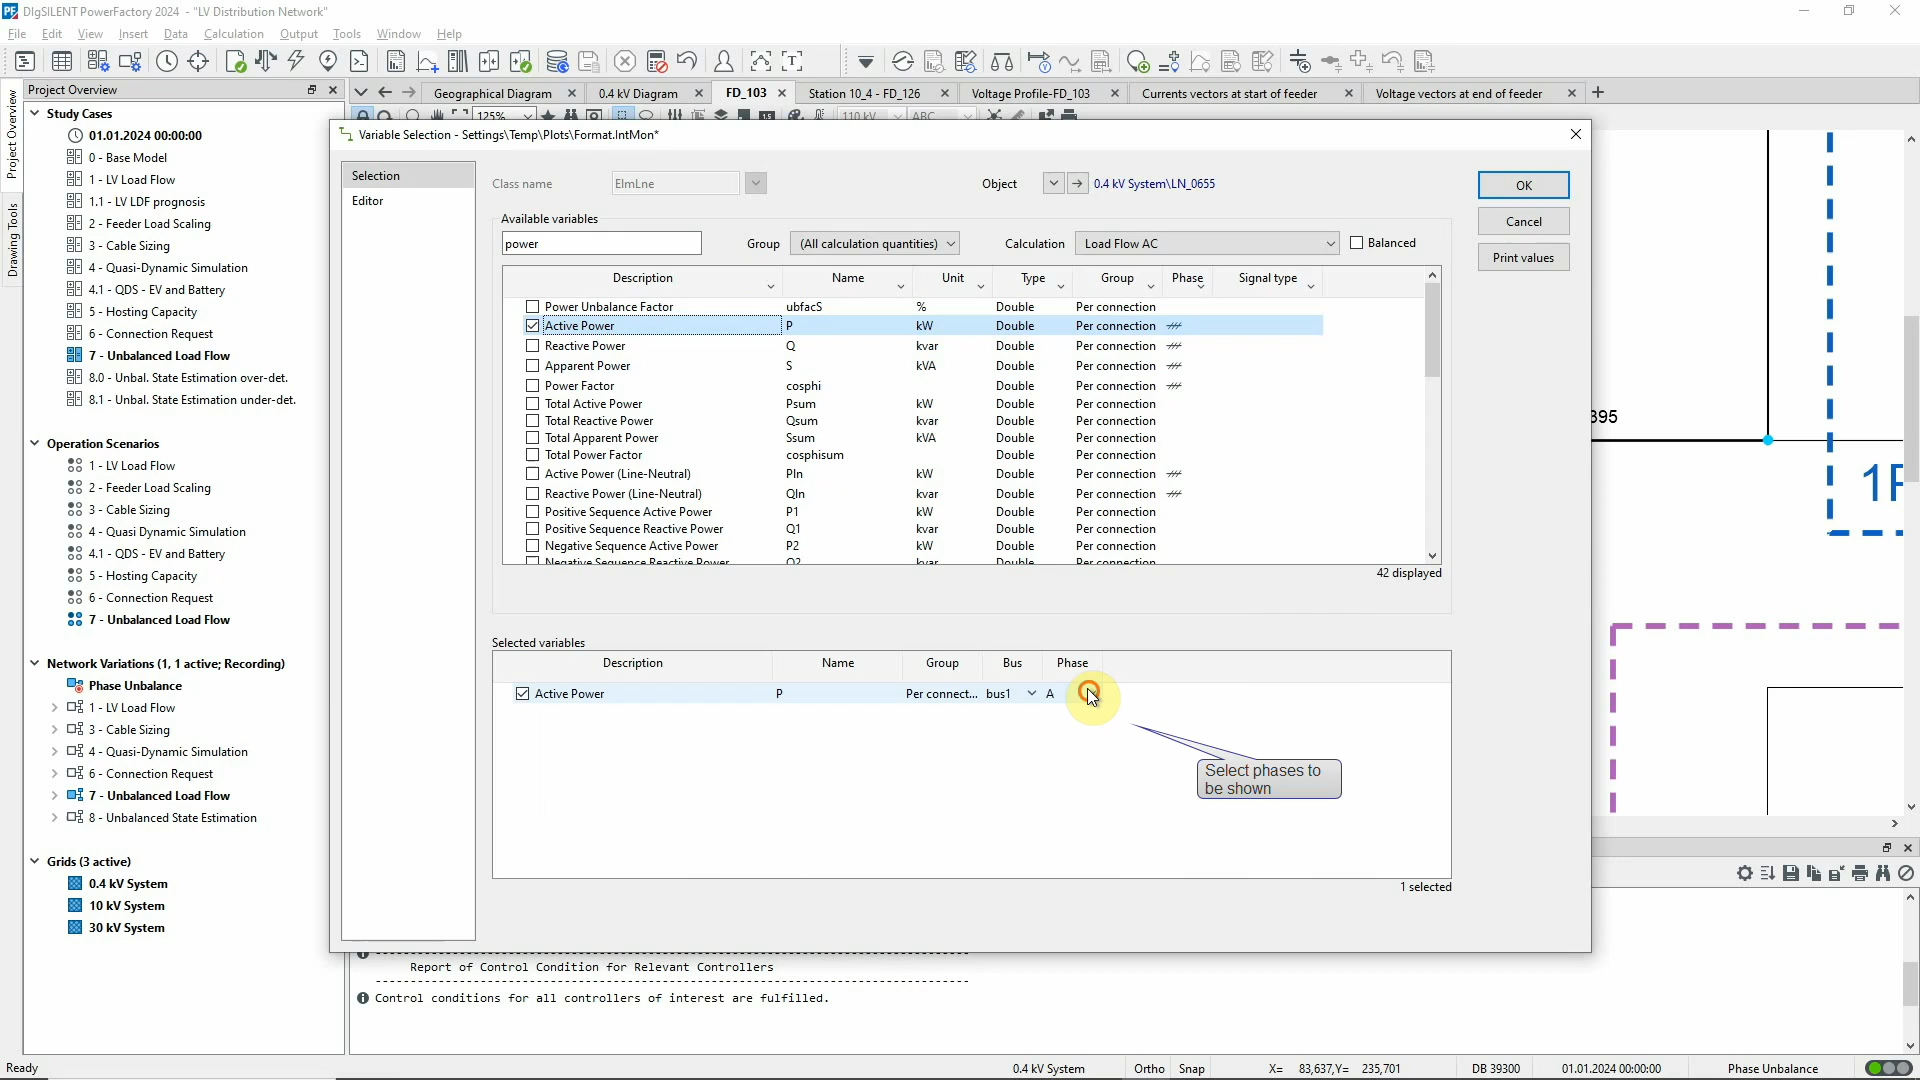 DIgSILENT PowerFactory 2024 - "LV Distribution Network"
File Edit View Insert Data Calculation Output Tools Window Help
Project Overview
Geographical Diagram
0.4 kV Diagram
FD_103
Station 10_4 - FD_126
Voltage Profile-FD_103
Currents vectors at start of feeder
Voltage vectors at end of feeder
125%
110 kV
ABC
Project Overview
Drawing Tools
Study Cases
01.01.2024 00:00:00
0 - Base Model
1 - LV Load Flow
1.1 - LV LDF prognosis
2 - Feeder Load Scaling
3 - Cable Sizing
4 - Quasi-Dynamic Simulation
4.1 - QDS - EV and Battery
5 - Hosting Capacity
6 - Connection Request
7 - Unbalanced Load Flow
8.0 - Unbal. State Estimation over-det.
8.1 - Unbal. State Estimation under-det.
Operation Scenarios
1 - LV Load Flow
2 - Feeder Load Scaling
3 - Cable Sizing
4 - Quasi Dynamic Simulation
4.1 - QDS - EV and Battery
5 - Hosting Capacity
6 - Connection Request
7 - Unbalanced Load Flow
Network Variations (1, 1 active; Recording)
Phase Unbalance
1 - LV Load Flow
3 - Cable Sizing
4 - Quasi-Dynamic Simulation
6 - Connection Request
7 - Unbalanced Load Flow
8 - Unbalanced State Estimation
Grids (3 active)
0.4 kV System
10 kV System
30 kV System
Variable Selection - Settings\Temp\Plots\Format.IntMon*
Selection
Editor
Class name ElmLne Object 0.4 kV System\LN_0655
OK
Cancel
Print values
Available variables
power Group (All calculation quantities) Calculation Load Flow AC Balanced
Description Name Unit Type Group Phase Signal type
Power Unbalance Factor ubfacS % Double Per connection
Active Power P kW Double Per connection
Reactive Power Q kvar Double Per connection
Apparent Power S kVA Double Per connection
Power Factor cosphi Double Per connection
Total Active Power Psum kW Double Per connection
Total Reactive Power Qsum kvar Double Per connection
Total Apparent Power Ssum kVA Double Per connection
Total Power Factor cosphisum Double Per connection
Active Power (Line-Neutral) Pln kW Double Per connection
Reactive Power (Line-Neutral) Qln kvar Double Per connection
Positive Sequence Active Power P1 kW Double Per connection
Positive Sequence Reactive Power Q1 kvar Double Per connection
Negative Sequence Active Power P2 kW Double Per connection
Negative Sequence Reactive Power Q2 kvar Double Per connection
42 displayed
Selected variables
Description Name Group Bus Phase
Active Power P Per connect... bus1 A
Select phases to
be shown
1 selected
395
1P
Report of Control Condition for Relevant Controllers
Control conditions for all controllers of interest are fulfilled.
Ready 0.4 kV System Ortho Snap X= 83,637,Y= 235,701 DB 39300 01.01.2024 00:00:00 Phase Unbalance